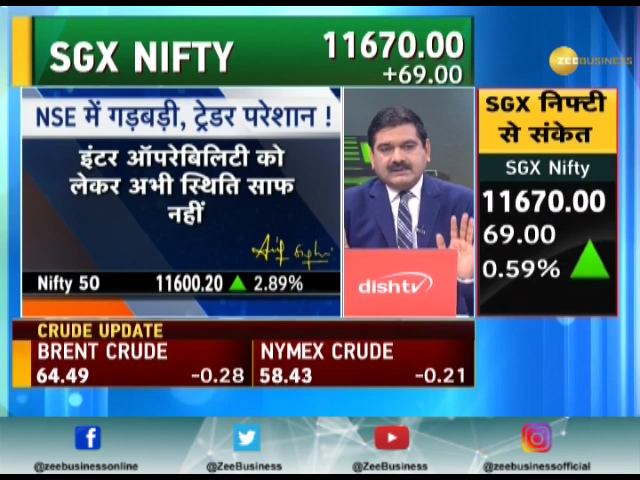 SGX NIFTY
11670.00
+69.00
ZEEBUSINESS
NSE में गड़बड़ी, ट्रेडर परेशान !
इंटर ऑपरेबिलिटी को
लेकर अभी स्थिति साफ
नहीं
Nifty 50 11600.20 ▲ 2.89%
dishtv
SGX निफ्टी
से संकेत
SGX Nifty
11670.00
69.00
0.59%
CRUDE UPDATE
BRENT CRUDE
64.49 -0.28
NYMEX CRUDE
58.43 -0.21
@zeebusinessonline
@ZeeBusiness
@ZeeBusiness
@zeebusinessofficial